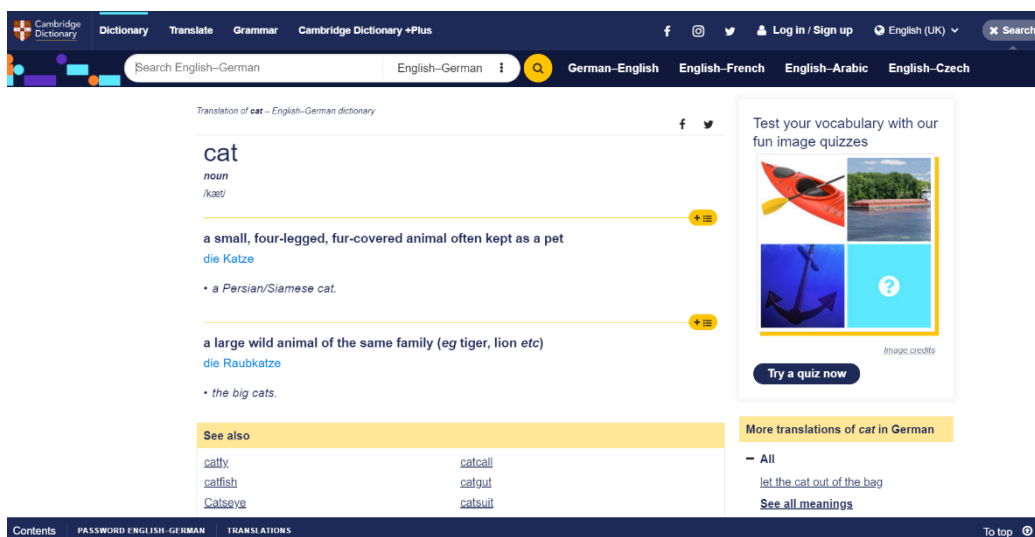 Cambridge
Dictionary
Dictionary Translate Grammar Cambridge Dictionary +Plus Log in / Sign up English (UK) Search
Search English–German English–German German–English English–French English–Arabic English–Czech
Translation of cat – English–German dictionary
cat
noun
/kæt/
a small, four-legged, fur-covered animal often kept as a pet
die Katze
• a Persian/Siamese cat.
a large wild animal of the same family (eg tiger, lion etc)
die Raubkatze
• the big cats.
See also
catty catcall
catfish catgut
Catseye catsuit
Test your vocabulary with our
fun image quizzes
?
Image credits
Try a quiz now
More translations of cat in German
All
let the cat out of the bag
See all meanings
Contents PASSWORD ENGLISH–GERMAN TRANSLATIONS To top